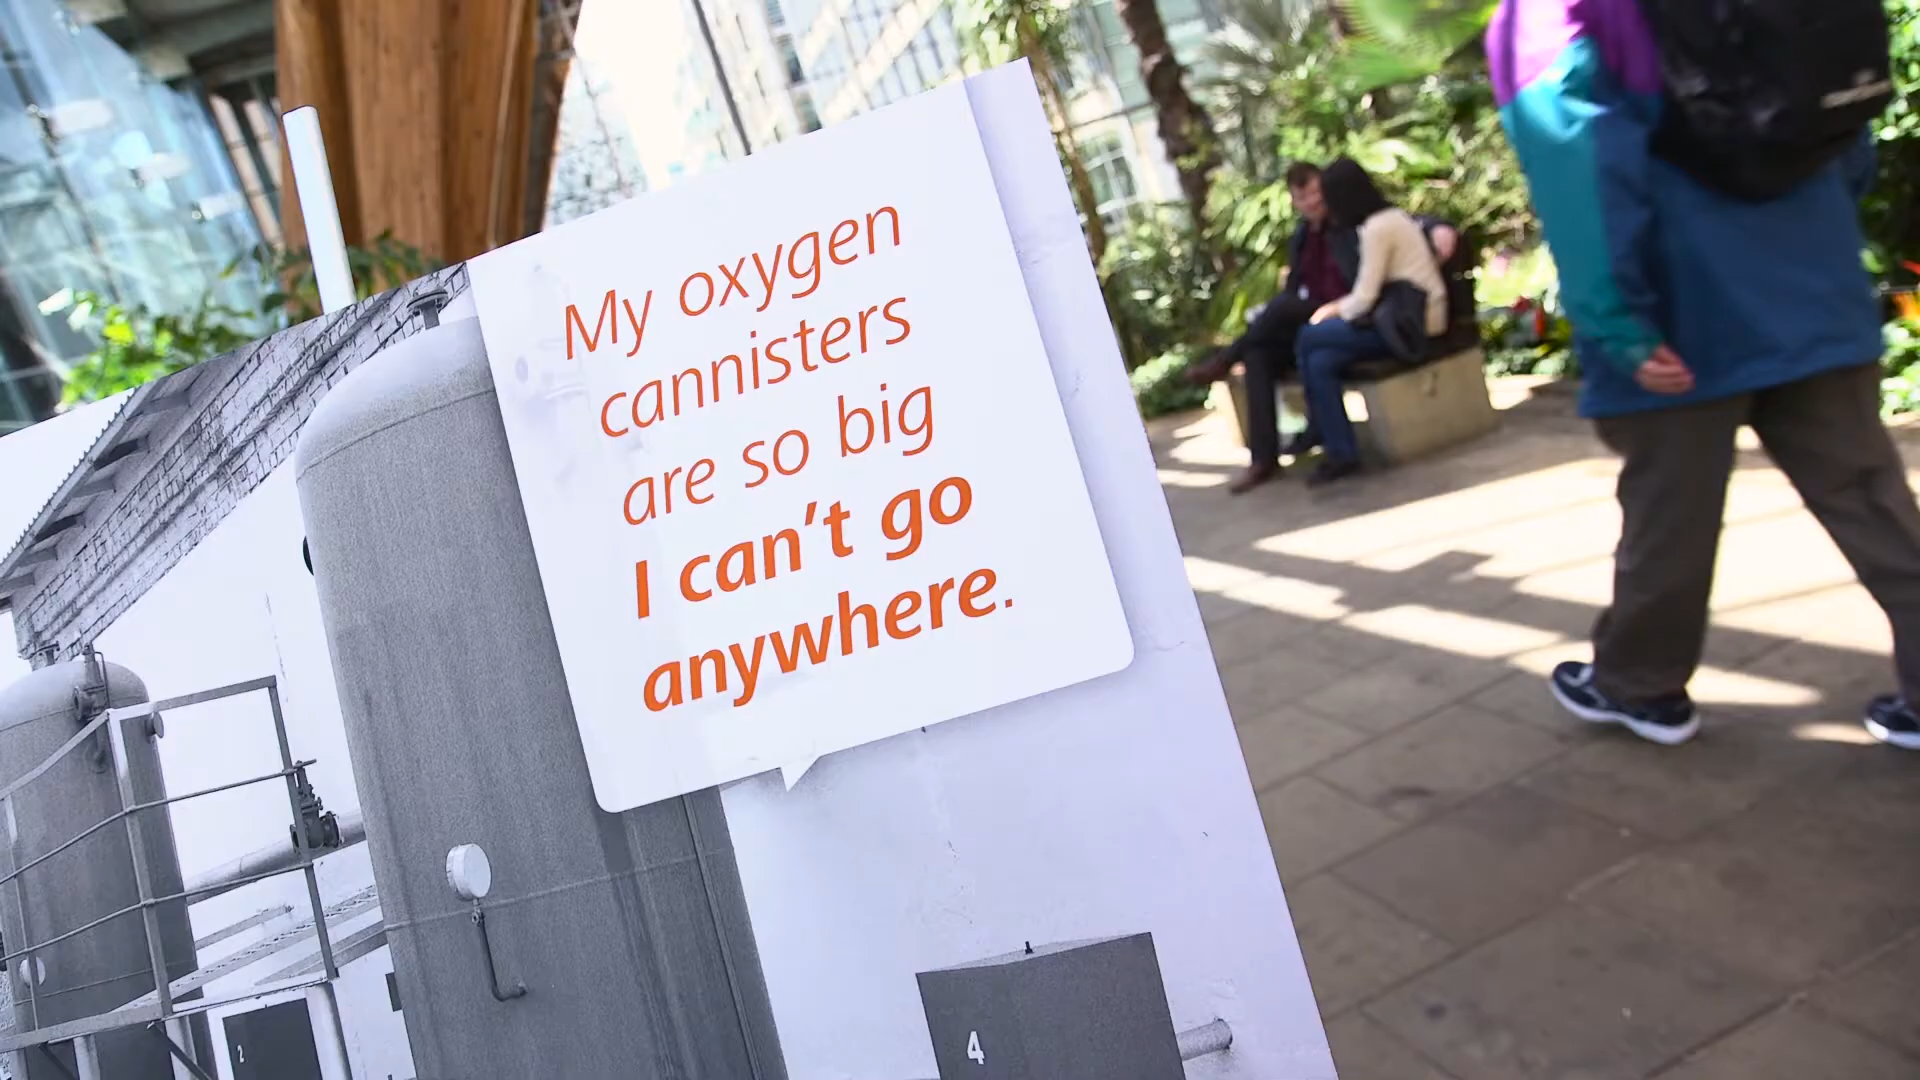 My oxygen
cannisters
are so big
I can't go
anywhere.
4
2